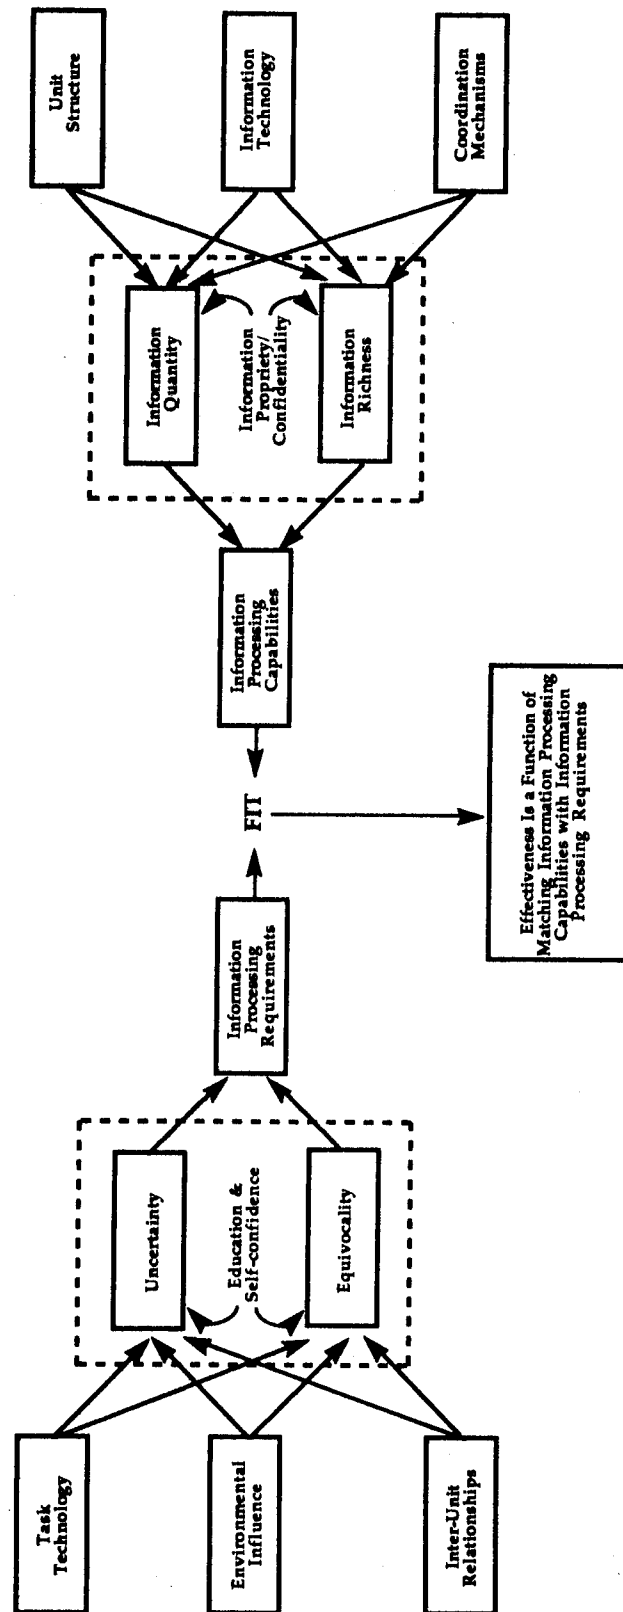 Task
Technology
Environmental
Influence
Inter-Unit
Relationships
Uncertainty
Education &
Self-confidence
Equivocality
Information
Processing
Requirements
FIT
Effectiveness Is a Function of
Matching Information Processing
Capabilities with Information
Processing Requirements
Information
Processing
Capabilities
Information
Quantity
Information
Propriety/
Confidentiality
Information
Richness
Unit
Structure
Information
Technology
Coordination
Mechanisms